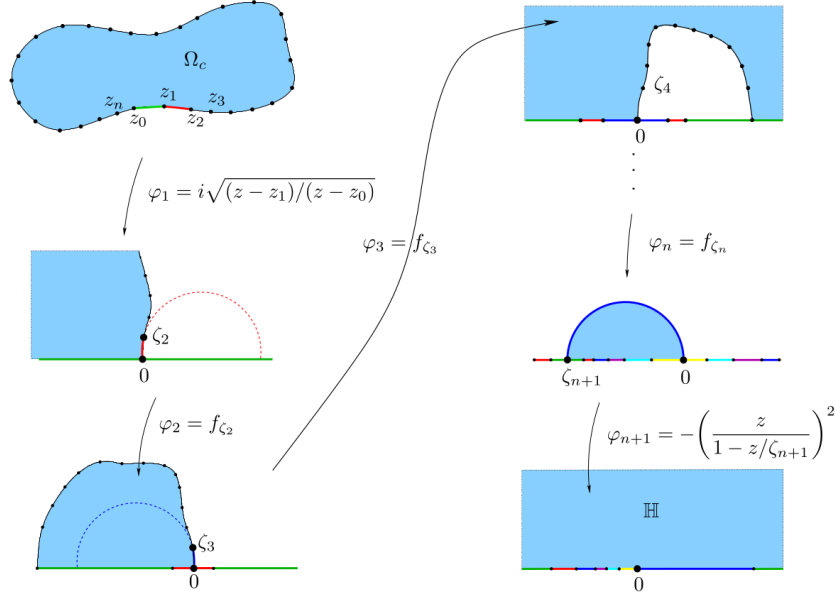 Ω_c
z_n z_1 z_3
z_0 z_2
φ_1 = i√((z − z_1)/(z − z_0))
ζ_2
0
φ_2 = f_{ζ_2}
ζ_3
0
φ_3 = f_{ζ_3}
ζ_4
0
φ_n = f_{ζ_n}
ζ_{n+1} 0
φ_{n+1} = −(z / (1 − z/ζ_{n+1}))^2
ℍ
0